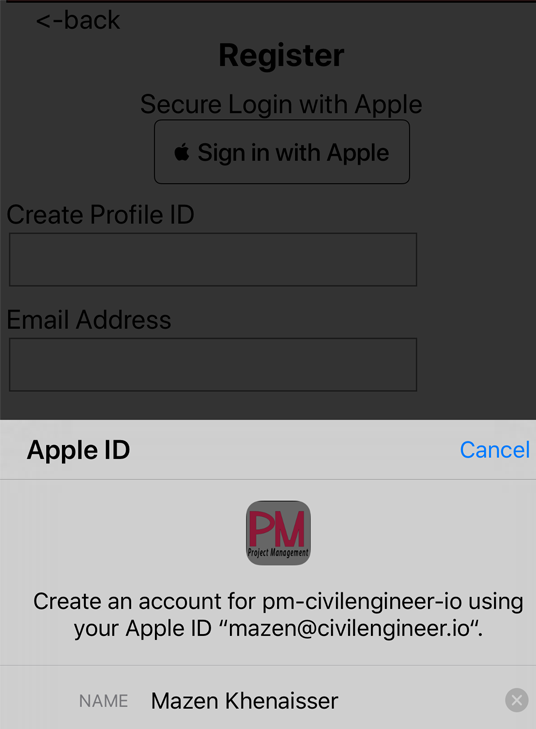 <-back
Register
Secure Login with Apple
Sign in with Apple
Create Profile ID
Email Address
Apple ID
Cancel
PM
Project Management
Create an account for pm-civilengineer-io using
your Apple ID “mazen@civilengineer.io“.
NAME Mazen Khenaisser